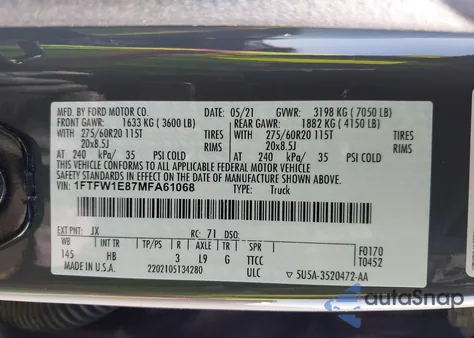 MFD. BY FORD MOTOR CO.
05/21 GVWR: 3198 KG (7050 LB)
FRONT GAWR: 1633 KG (3600 LB) REAR GAWR: 1882 KG (4150 LB)
WITH 275/60R20 115T TIRES WITH 275/60R20 115T TIRES
20x8.5J RIMS 20x8.5J RIMS
AT 240 kPa/ 35 PSI COLD AT 240 kPa/ 35 PSI COLD
THIS VEHICLE CONFORMS TO ALL APPLICABLE FEDERAL MOTOR VEHICLE
SAFETY STANDARDS IN EFFECT ON THE DATE OF MANUFACTURE SHOWN ABOVE.
VIN: 1FTFW1E87MFA61068 TYPE: Truck
EXT PNT: JX RC: 71 DSO:
WB INT TR TP/PS R AXLE TR SPR F0170
145 HB 3 L9 G TTCC T0452
MADE IN U.S.A. 2202105134280 ULC 5U5A-3520472-AA
autoSnap